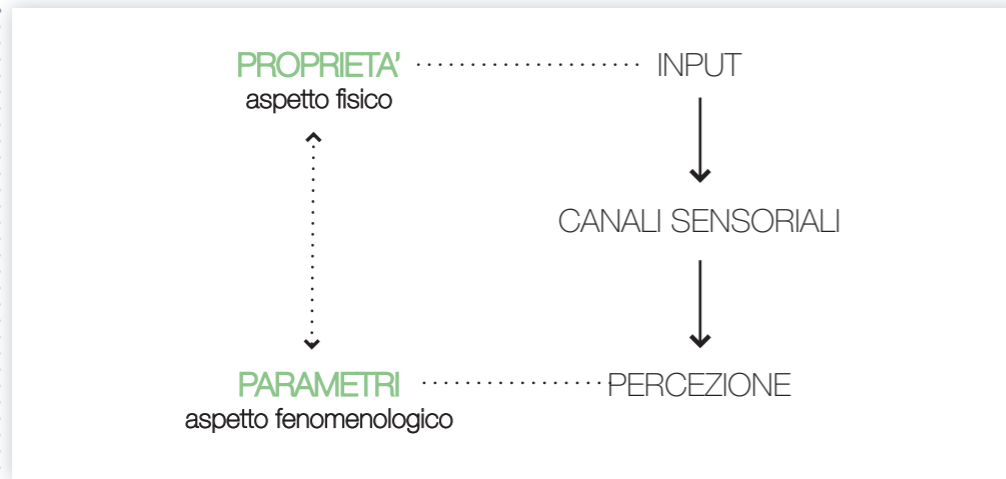 PROPRIETA' INPUT
aspetto fisico
CANALI SENSORIALI
PARAMETRI PERCEZIONE
aspetto fenomenologico